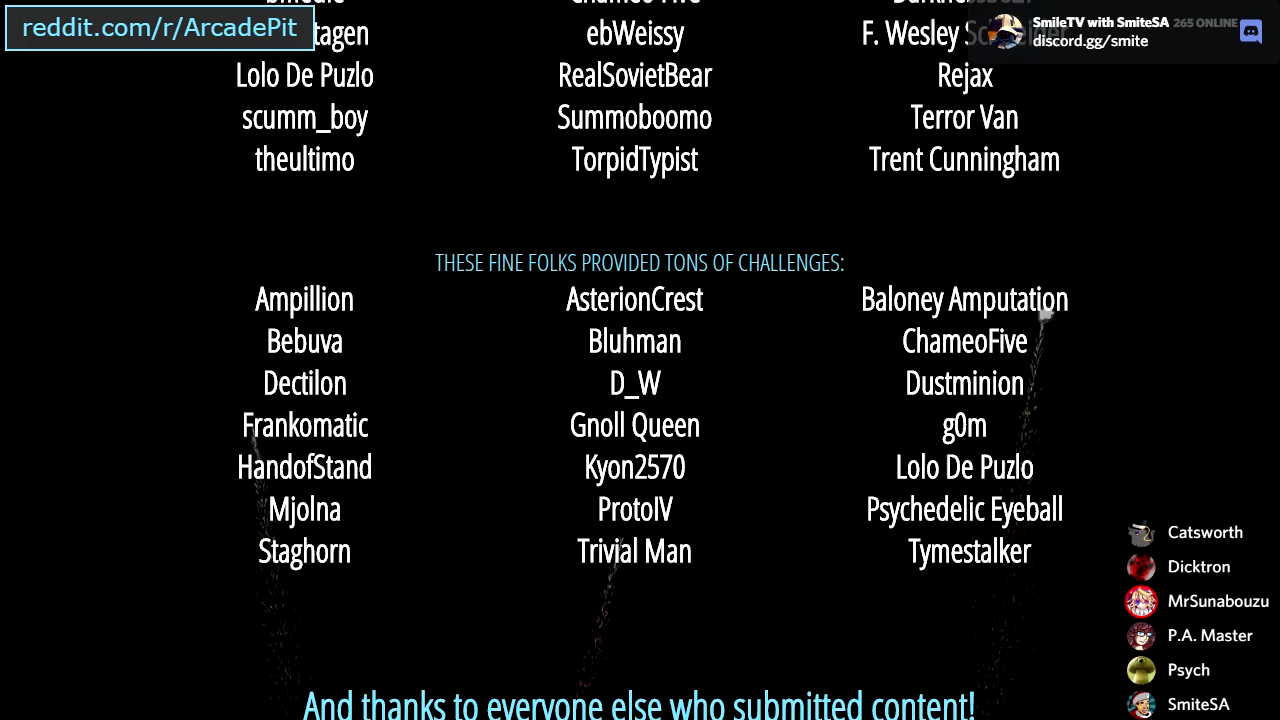 reddit.com/r/ArcadePit
SmileTV with SmiteSA 265 ONLINE
discord.gg/smite
ebWeissy
F. Wesley
Lolo De Puzlo RealSovietBear Rejax
scumm_boy Summoboomo Terror Van
theultimo TorpidTypist Trent Cunningham
THESE FINE FOLKS PROVIDED TONS OF CHALLENGES:
Ampillion AsterionCrest Baloney Amputation
Bebuva Bluhman ChameoFive
Dectilon D_W Dustminion
Frankomatic Gnoll Queen g0m
HandofStand Kyon2570 Lolo De Puzlo
Mjolna ProtoIV Psychedelic Eyeball
Staghorn Trivial Man Tymestalker
Catsworth
Dicktron
MrSunabouzu
P.A. Master
Psych
SmiteSA
And thanks to everyone else who submitted content!